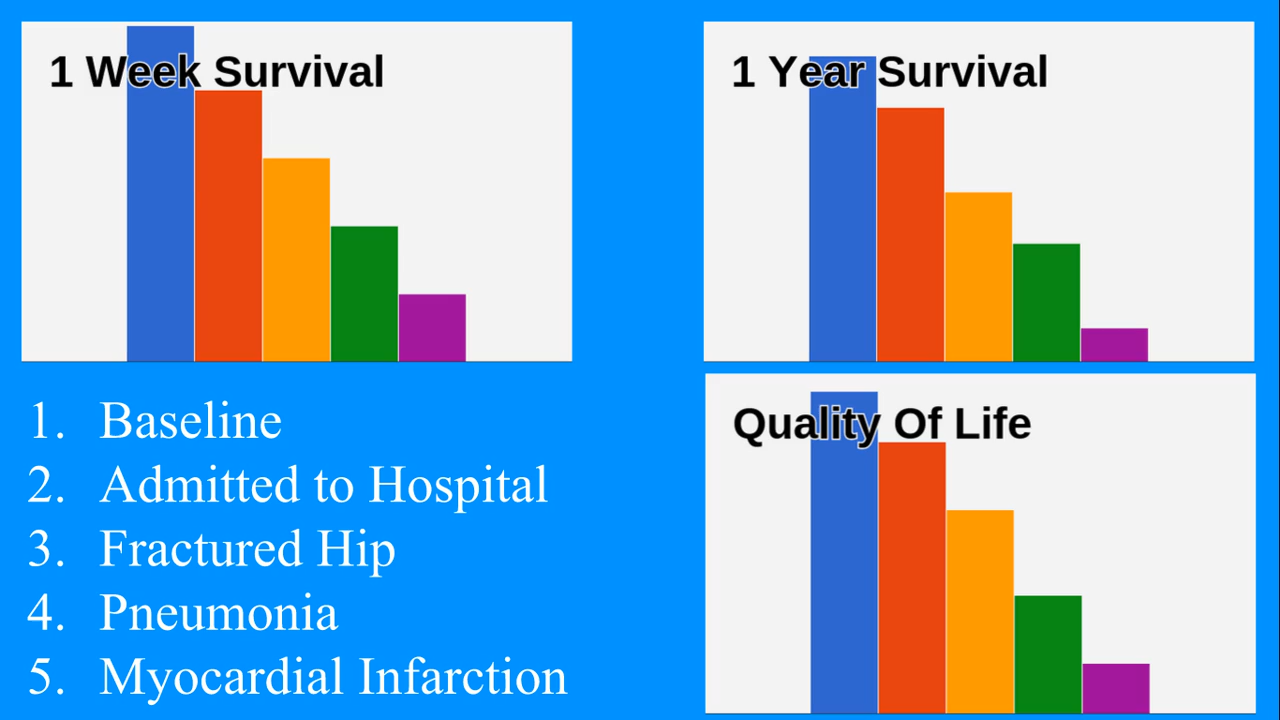 1 Week Survival
1 Year Survival
1. Baseline
2. Admitted to Hospital
3. Fractured Hip
4. Pneumonia
5. Myocardial Infarction
Quality Of Life